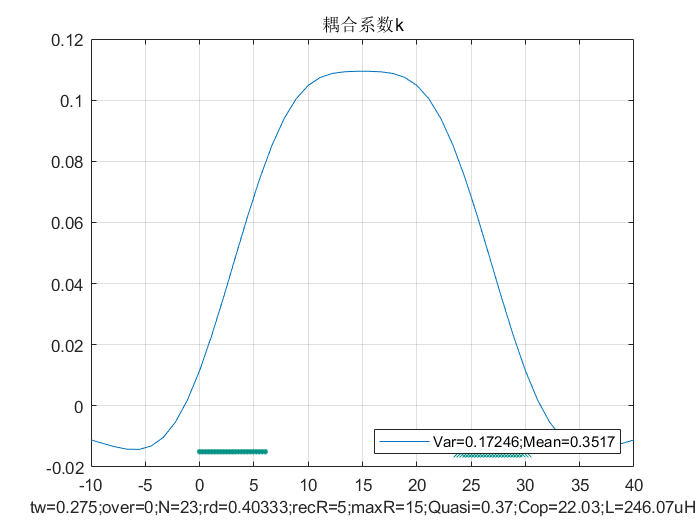 耦合系数k
0.12
0.1
0.08
0.06
0.04
0.02
0
-0.02
Var=0.17246;Mean=0.3517
-10 -5 0 5 10 15 20 25 30 35 40
tw=0.275;over=0;N=23;rd=0.40333;recR=5;maxR=15;Quasi=0.37;Cop=22.03;L=246.07uH